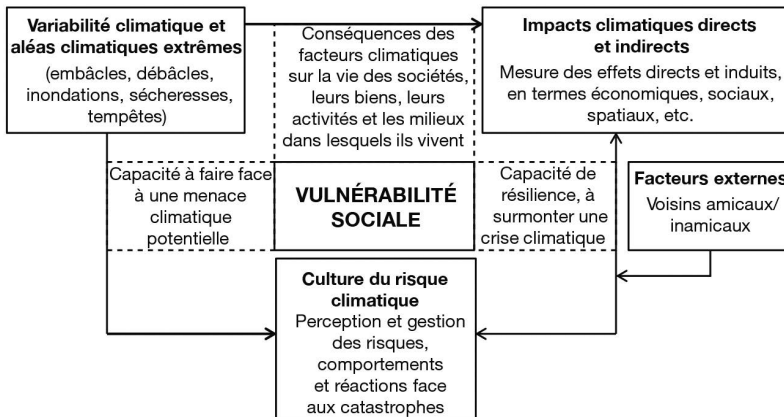 Variabilité climatique et
aléas climatiques extrêmes
(embâcles, débâcles,
inondations, sécheresses,
tempêtes)
Conséquences des
facteurs climatiques
sur la vie des sociétés,
leurs biens, leurs
activités et les milieux
dans lesquels ils vivent
Impacts climatiques directs
et indirects
Mesure des effets directs et induits,
en termes économiques, sociaux,
spatiaux, etc.
Capacité à faire face
à une menace
climatique
potentielle
VULNÉRABILITÉ
SOCIALE
Capacité de
résilience, à
surmonter une
crise climatique
Facteurs externes
Voisins amicaux/
inamicaux
Culture du risque
climatique
Perception et gestion
des risques,
comportements
et réactions face
aux catastrophes